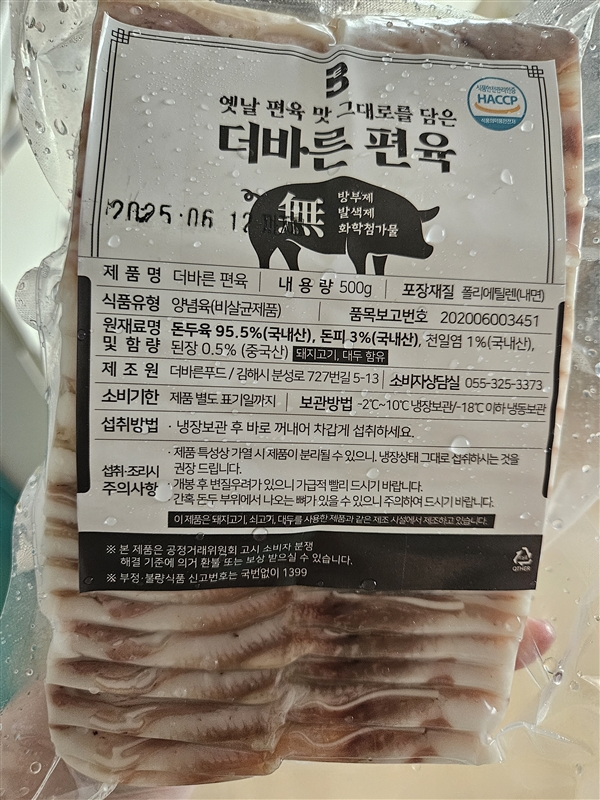 B
옛날 편육 맛 그대로를 담은
더바른 편육
식품안전관리인증
HACCP
식품의약품안전처
2025.06 12
無
방부제
발색제
화학첨가물
제 품 명 더바른 편육 내 용 량 500g 포장재질 폴리에틸렌(내면)
식품유형 양념육(비살균제품) 품목보고번호 202006003451
원재료명 및 함 량 돈두육 95.5%(국내산), 돈피 3%(국내산), 천일염 1%(국내산),
된장 0.5% (중국산) 돼지고기, 대두 함유
제 조 원 더바른푸드 / 김해시 분성로 727번길 5-13 소비자상담실 055-325-3373
소비기한 제품 별도 표기일까지 보관방법 -2℃~10℃ 냉장보관/-18℃ 이하 냉동보관
섭취방법 · 냉장보관 후 바로 꺼내어 차갑게 섭취하세요.
섭취·조리시 주의사항
· 제품 특성상 가열 시 제품이 분리될 수 있으니, 냉장상태 그대로 섭취하시는 것을
권장 드립니다.
· 개봉 후 변질우려가 있으니 가급적 빨리 드시기 바랍니다.
· 간혹 돈두 부위에서 나오는 뼈가 있을 수 있으니 주의하여 드시기 바랍니다.
이 제품은 돼지고기, 쇠고기, 대두를 사용한 제품과 같은 제조 시설에서 제조하고 있습니다.
※ 본 제품은 공정거래위원회 고시 소비자 분쟁
해결 기준에 의거 환불 또는 보상 받으실 수 있습니다.
※ 부정·불량식품 신고번호는 국번없이 1399
OTHER